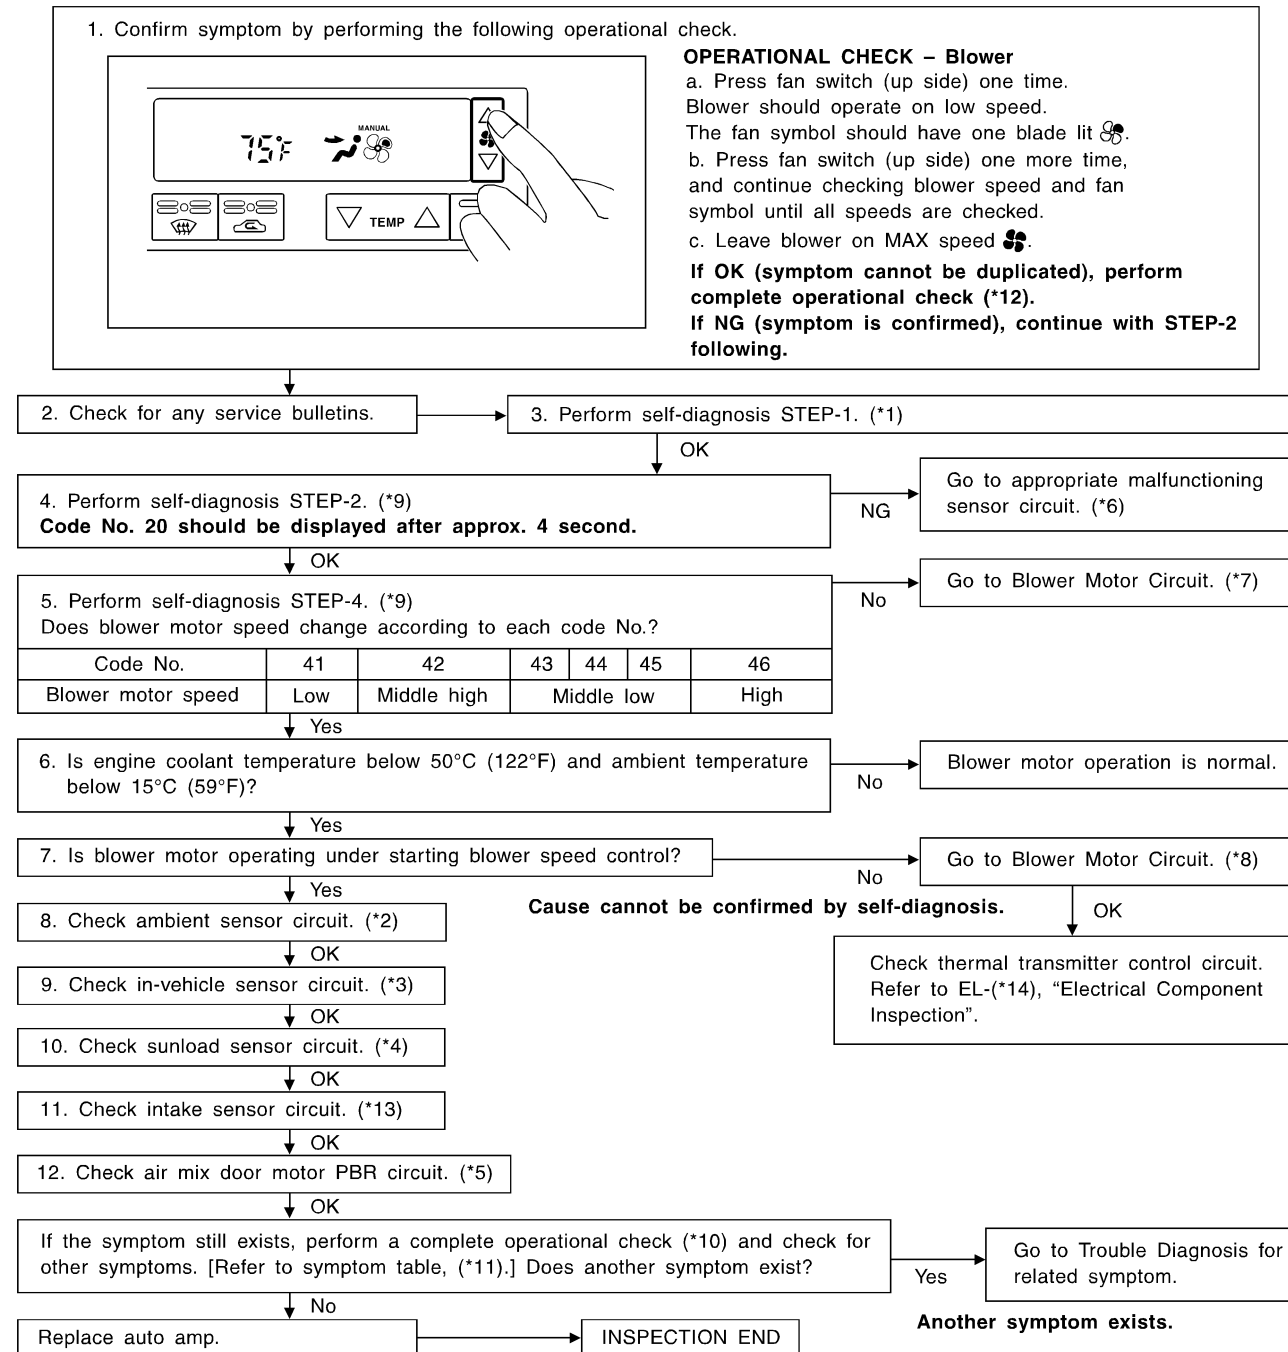 1. Confirm symptom by performing the following operational check.
75°F
MANUAL
TEMP
OPERATIONAL CHECK – Blower
a. Press fan switch (up side) one time.
Blower should operate on low speed.
The fan symbol should have one blade lit .
b. Press fan switch (up side) one more time,
and continue checking blower speed and fan
symbol until all speeds are checked.
c. Leave blower on MAX speed .
If OK (symptom cannot be duplicated), perform
complete operational check (*12).
If NG (symptom is confirmed), continue with STEP-2
following.
2. Check for any service bulletins.
3. Perform self-diagnosis STEP-1. (*1)
OK
4. Perform self-diagnosis STEP-2. (*9)
Code No. 20 should be displayed after approx. 4 second.
NG
Go to appropriate malfunctioning
sensor circuit. (*6)
OK
5. Perform self-diagnosis STEP-4. (*9)
Does blower motor speed change according to each code No.?
No
Go to Blower Motor Circuit. (*7)
Code No. 41 42 43 44 45 46
Blower motor speed Low Middle high Middle low High
Yes
6. Is engine coolant temperature below 50°C (122°F) and ambient temperature
below 15°C (59°F)?
No
Blower motor operation is normal.
Yes
7. Is blower motor operating under starting blower speed control?
No
Go to Blower Motor Circuit. (*8)
Yes
Cause cannot be confirmed by self-diagnosis.
OK
8. Check ambient sensor circuit. (*2)
Check thermal transmitter control circuit.
Refer to EL-(*14), “Electrical Component
Inspection”.
OK
9. Check in-vehicle sensor circuit. (*3)
OK
10. Check sunload sensor circuit. (*4)
OK
11. Check intake sensor circuit. (*13)
OK
12. Check air mix door motor PBR circuit. (*5)
OK
If the symptom still exists, perform a complete operational check (*10) and check for
other symptoms. [Refer to symptom table, (*11).] Does another symptom exist?
Yes
Go to Trouble Diagnosis for
related symptom.
Another symptom exists.
No
Replace auto amp.
INSPECTION END